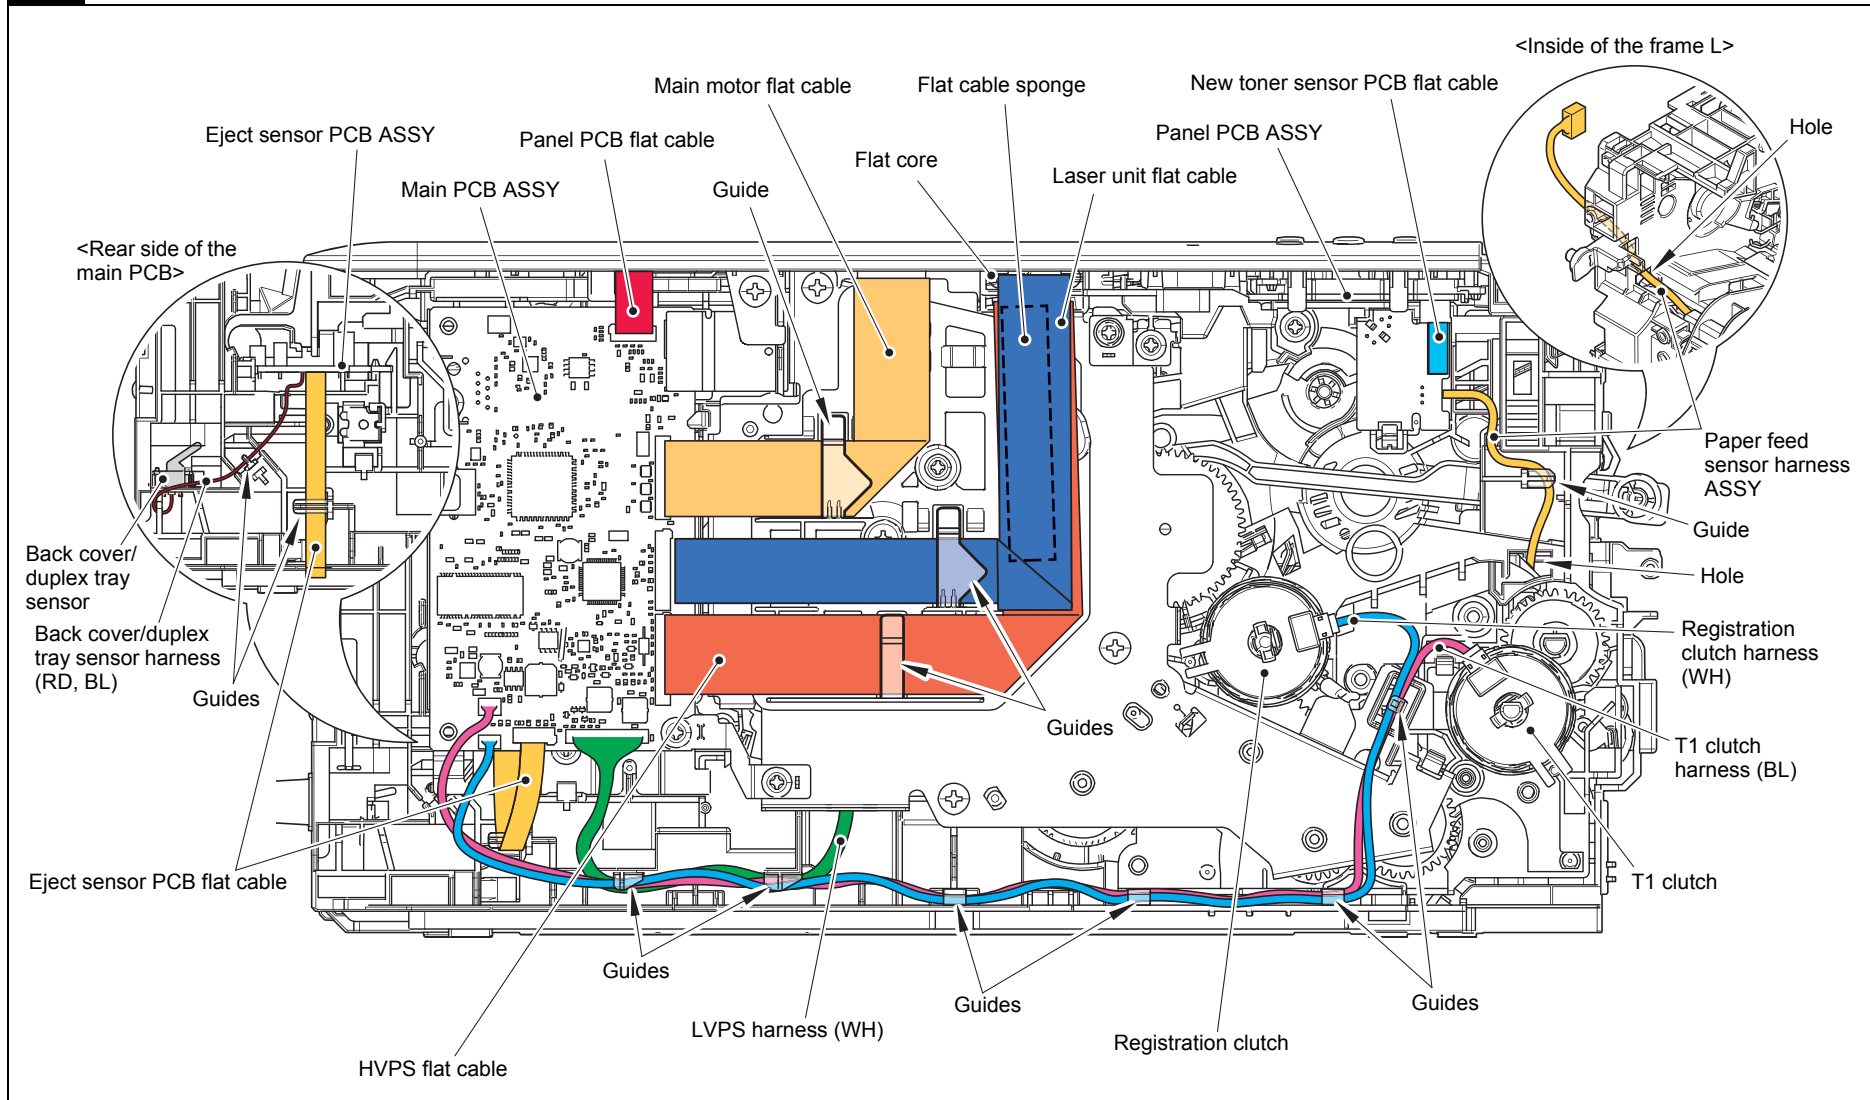 <Inside of the frame L>
Main motor flat cable
Flat cable sponge
New toner sensor PCB flat cable
Eject sensor PCB ASSY
Panel PCB flat cable
Panel PCB ASSY
Hole
Flat core
Main PCB ASSY
Guide
Laser unit flat cable
<Rear side of the
main PCB>
Paper feed
sensor harness
ASSY
Guide
Back cover/
duplex tray
sensor
Hole
Back cover/duplex
tray sensor harness
(RD, BL)
Guides
Registration
clutch harness
(WH)
Guides
T1 clutch
harness (BL)
Eject sensor PCB flat cable
T1 clutch
Guides
Guides
Guides
LVPS harness (WH)
Registration clutch
HVPS flat cable